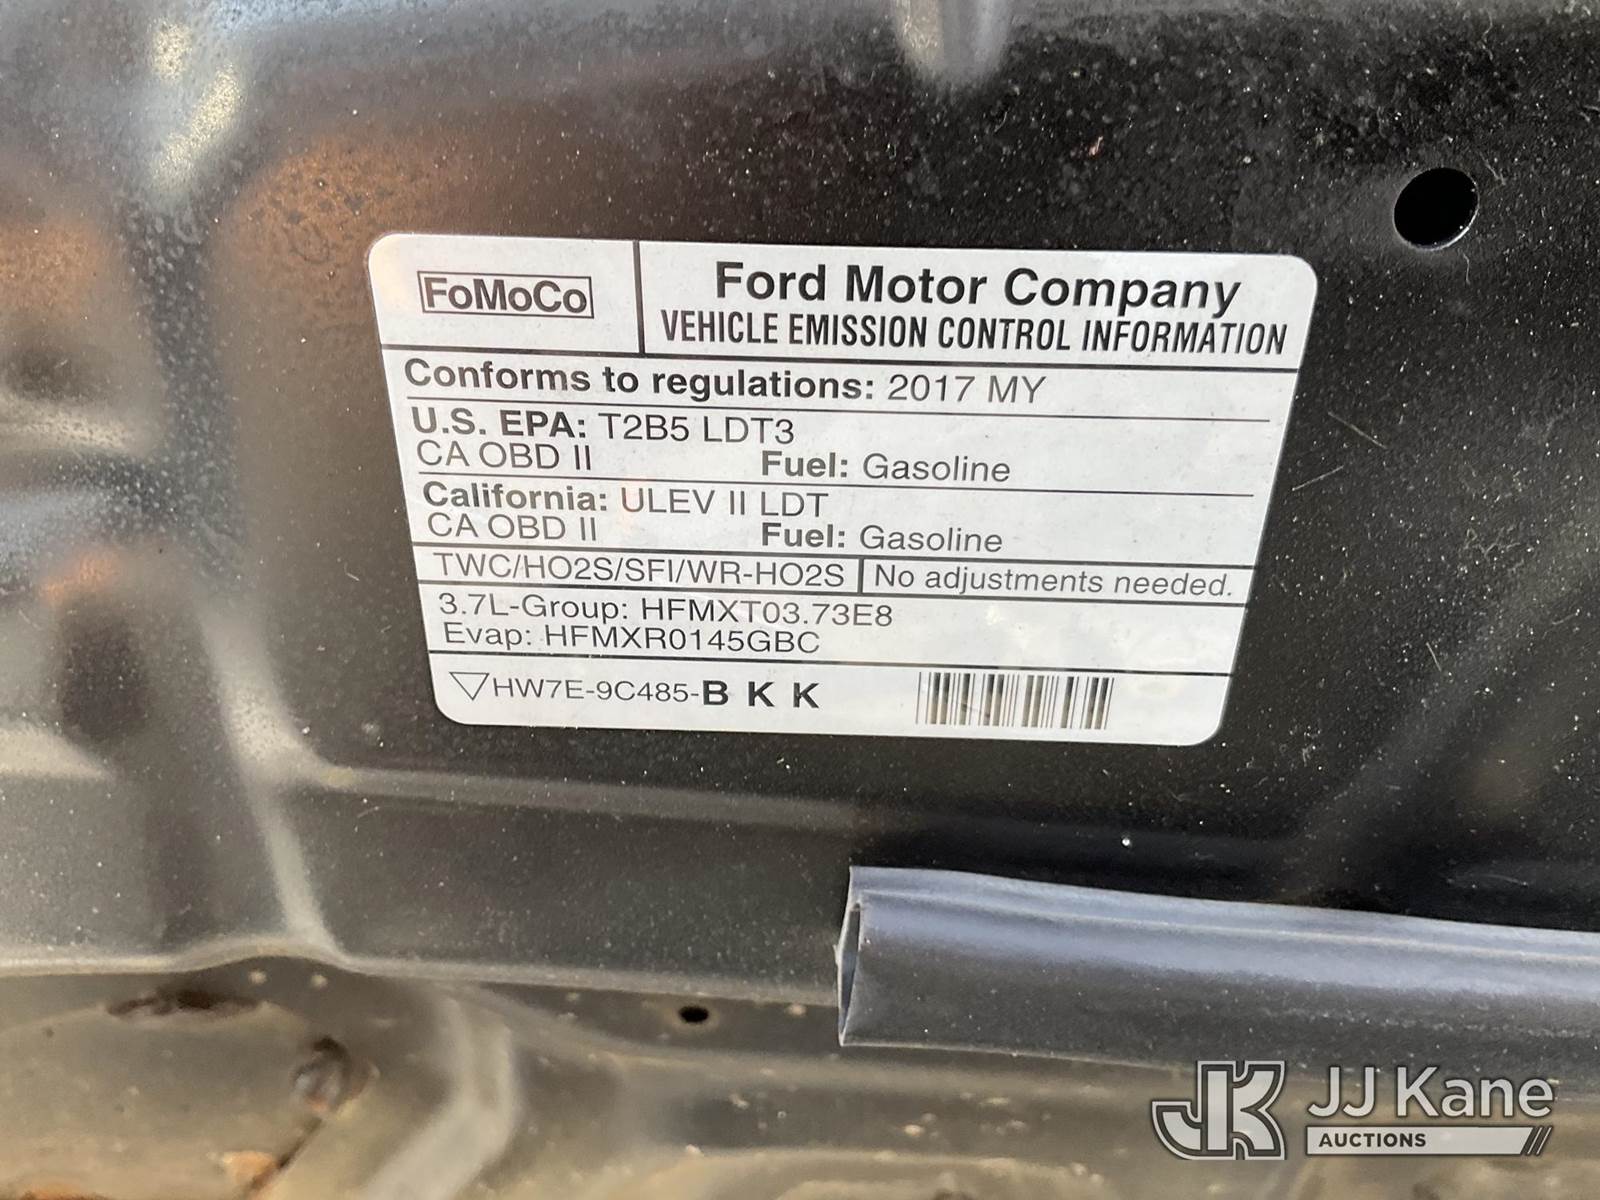 FoMoCo
Ford Motor Company
VEHICLE EMISSION CONTROL INFORMATION
Conforms to regulations: 2017 MY
U.S. EPA: T2B5 LDT3
CA OBD II Fuel: Gasoline
California: ULEV II LDT
CA OBD II Fuel: Gasoline
TWC/HO2S/SFI/WR-HO2S No adjustments needed.
3.7L-Group: HFMXT03.73E8
Evap: HFMXR0145GBC
HW7E-9C485-B K K
JK JJ Kane
AUCTIONS